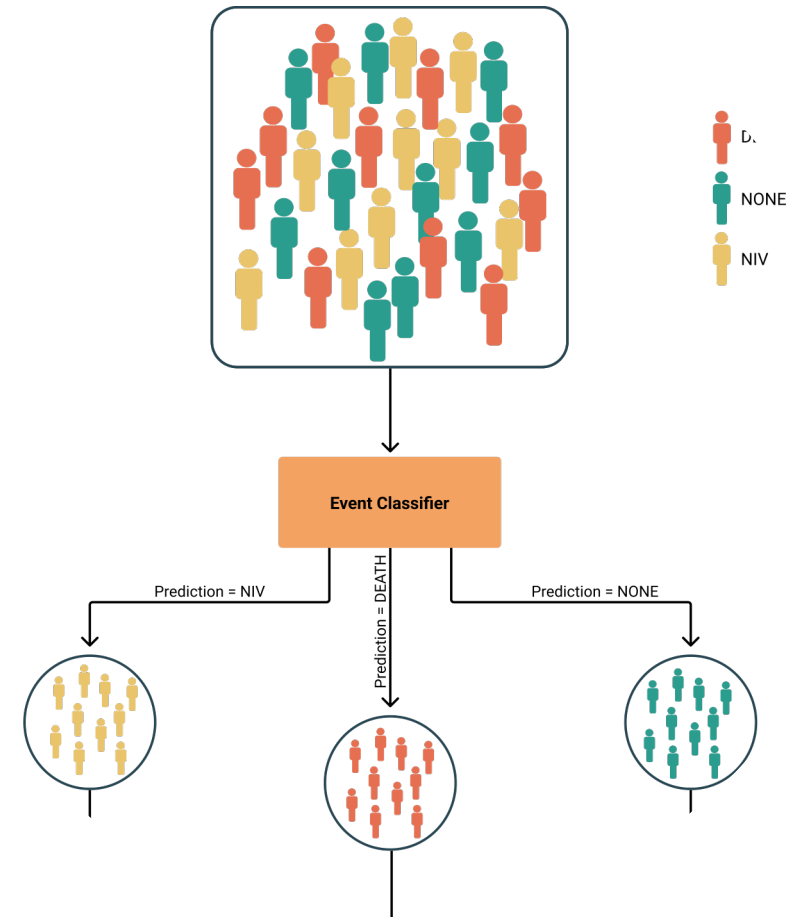 NONE
NIV
Event Classifier
Prediction = NIV
Prediction = DEATH
Prediction = NONE